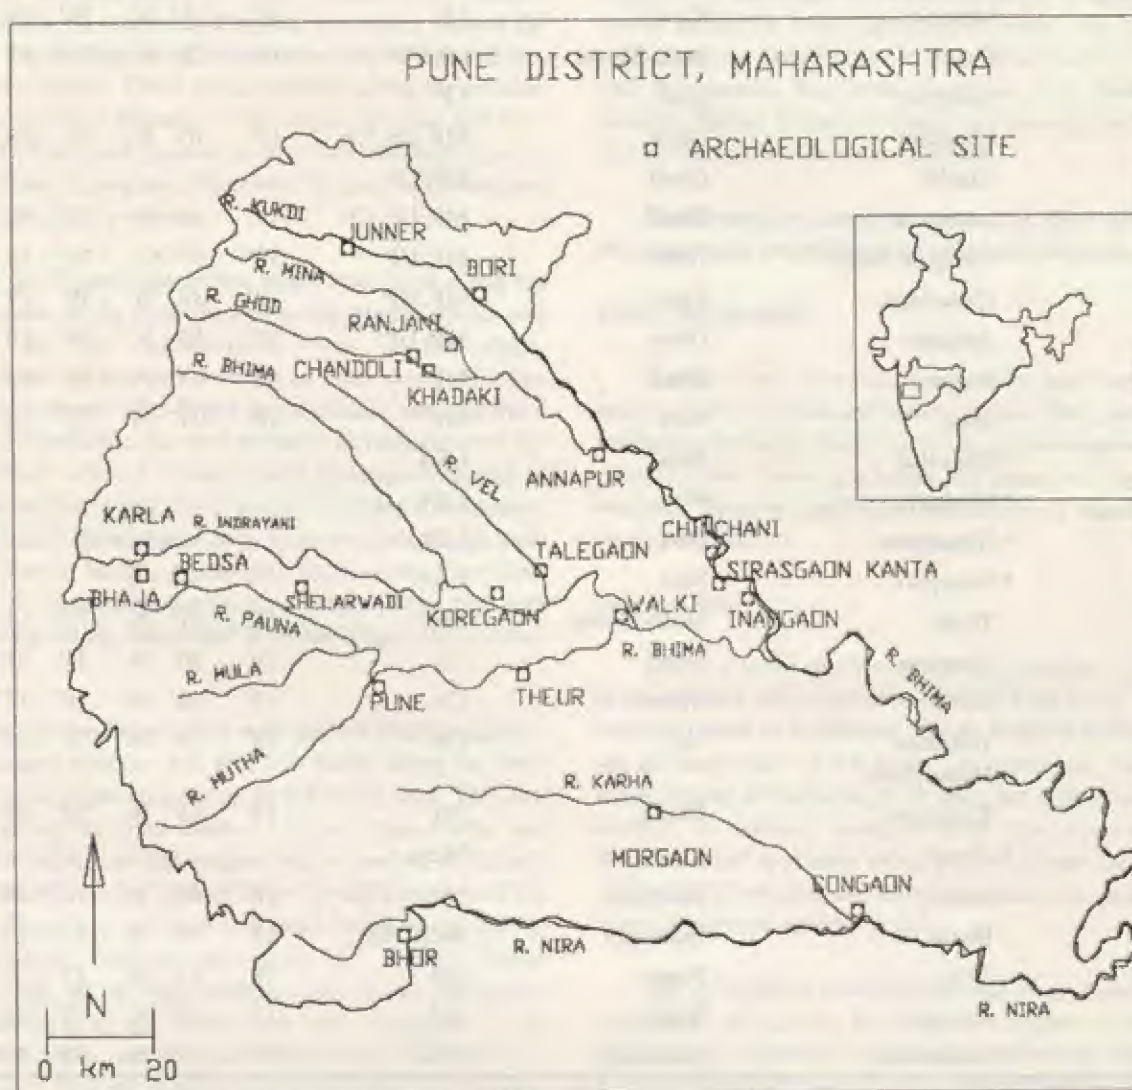 PUNE DISTRICT, MAHARASHTRA
ARCHAEOLOGICAL SITE
R. KUKDI
JUNNER
R. MINA
BORI
R. GHOD
RANJANI
R. BHIMA
CHANDOLI
KHADAKI
R. VEL
ANNAPUR
KARLA
R. INDRAYANI
CHINCHANI
BEDSA
TALEGAON
SIRASGAON KANTA
BHAJA
SHELARWADI
KOREGAON
WALKI
INAMGAON
R. PAUNA
R. BHIMA
R. MULA
R. BHIMA
PUNE
THEUR
R. MUTHA
R. KARHA
MORGAON
CONGAON
BHOR
R. NIRA
R. NIRA
N
0 km 20